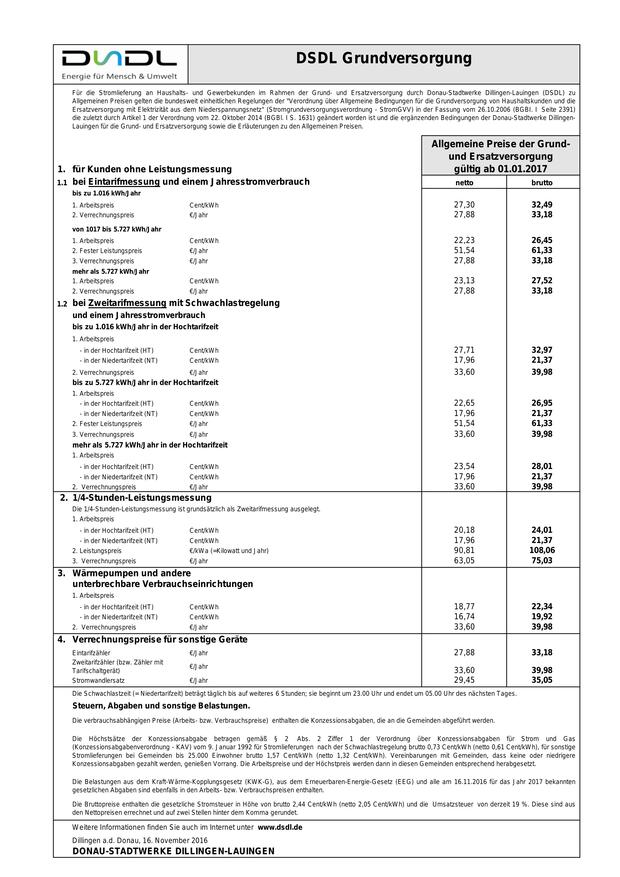 DSDL
Energie für Mensch & Umwelt
DSDL Grundversorgung
Für die Stromlieferung an Haushalts- und Gewerbekunden im Rahmen der Grund- und Ersatzversorgung durch Donau-Stadtwerke Dillingen-Lauingen (DSDL) zu
Allgemeinen Preisen gelten die bundesweit einheitlichen Regelungen der "Verordnung über Allgemeine Bedingungen für die Grundversorgung von Haushaltskunden und die
Ersatzversorgung mit Elektrizität aus dem Niederspannungsnetz" (Stromgrundversorgungsverordnung - StromGVV) in der Fassung vom 26.10.2006 (BGBl. I Seite 2391)
die zuletzt durch Artikel 1 der Verordnung vom 22. Oktober 2014 (BGBl. I S. 1631) geändert worden ist und die ergänzenden Bedingungen der Donau-Stadtwerke Dillingen-
Lauingen für die Grund- und Ersatzversorgung sowie die Erläuterungen zu den Allgemeinen Preisen.
Allgemeine Preise der Grund-
und Ersatzversorgung
gültig ab 01.01.2017
1. für Kunden ohne Leistungsmessung
1.1 bei Eintarifmessung und einem Jahresstromverbrauch netto brutto
bis zu 1.016 kWh/Jahr
1. Arbeitspreis Cent/kWh 27,30 32,49
2. Verrechnungspreis €/Jahr 27,88 33,18
von 1017 bis 5.727 kWh/Jahr
1. Arbeitspreis Cent/kWh 22,23 26,45
2. Fester Leistungspreis €/Jahr 51,54 61,33
3. Verrechnungspreis €/Jahr 27,88 33,18
mehr als 5.727 kWh/Jahr
1. Arbeitspreis Cent/kWh 23,13 27,52
2. Verrechnungspreis €/Jahr 27,88 33,18
1.2 bei Zweitarifmessung mit Schwachlastregelung
und einem Jahresstromverbrauch
bis zu 1.016 kWh/Jahr in der Hochtarifzeit
1. Arbeitspreis
- in der Hochtarifzeit (HT) Cent/kWh 27,71 32,97
- in der Niedertarifzeit (NT) Cent/kWh 17,96 21,37
2. Verrechnungspreis €/Jahr 33,60 39,98
bis zu 5.727 kWh/Jahr in der Hochtarifzeit
1. Arbeitspreis
- in der Hochtarifzeit (HT) Cent/kWh 22,65 26,95
- in der Niedertarifzeit (NT) Cent/kWh 17,96 21,37
2. Fester Leistungspreis €/Jahr 51,54 61,33
3. Verrechnungspreis €/Jahr 33,60 39,98
mehr als 5.727 kWh/Jahr in der Hochtarifzeit
1. Arbeitspreis
- in der Hochtarifzeit (HT) Cent/kWh 23,54 28,01
- in der Niedertarifzeit (NT) Cent/kWh 17,96 21,37
2. Verrechnungspreis €/Jahr 33,60 39,98
2. 1/4-Stunden-Leistungsmessung
Die 1/4-Stunden-Leistungsmessung ist grundsätzlich als Zweitarifmessung ausgelegt.
1. Arbeitspreis
- in der Hochtarifzeit (HT) Cent/kWh 20,18 24,01
- in der Niedertarifzeit (NT) Cent/kWh 17,96 21,37
2. Leistungspreis €/kWa (=Kilowatt und Jahr) 90,81 108,06
3. Verrechnungspreis €/Jahr 63,05 75,03
3. Wärmepumpen und andere
unterbrechbare Verbrauchseinrichtungen
1. Arbeitspreis
- in der Hochtarifzeit (HT) Cent/kWh 18,77 22,34
- in der Niedertarifzeit (NT) Cent/kWh 16,74 19,92
2. Verrechnungspreis €/Jahr 33,60 39,98
4. Verrechnungspreise für sonstige Geräte
Eintarifzähler €/Jahr 27,88 33,18
Zweitarifzähler (bzw. Zähler mit
Tarifschaltgerät) €/Jahr 33,60 39,98
Stromwandlersatz €/Jahr 29,45 35,05
Die Schwachlastzeit (= Niedertarifzeit) beträgt täglich bis auf weiteres 6 Stunden; sie beginnt um 23.00 Uhr und endet um 05.00 Uhr des nächsten Tages.
Steuern, Abgaben und sonstige Belastungen.
Die verbrauchsabhängigen Preise (Arbeits- bzw. Verbrauchspreise) enthalten die Konzessionsabgaben, die an die Gemeinden abgeführt werden.
Die Höchstsätze der Konzessionsabgabe betragen gemäß § 2 Abs. 2 Ziffer 1 der Verordnung über Konzessionsabgaben für Strom und Gas
(Konzessionsabgabenverordnung - KAV) vom 9. Januar 1992 für Stromlieferungen nach der Schwachlastregelung brutto 0,73 Cent/kWh (netto 0,61 Cent/kWh), für sonstige
Stromlieferungen bei Gemeinden bis 25.000 Einwohner brutto 1,57 Cent/kWh (netto 1,32 Cent/kWh). Vereinbarungen mit Gemeinden, dass keine oder niedrigere
Konzessionsabgaben gezahlt werden, genießen Vorrang. Die Arbeitspreise und der Höchstpreis werden dann in diesen Gemeinden entsprechend herabgesetzt.
Die Belastungen aus dem Kraft-Wärme-Kopplungsgesetz (KWK-G), aus dem Erneuerbaren-Energie-Gesetz (EEG) und alle am 16.11.2016 für das Jahr 2017 bekannten
gesetzlichen Abgaben sind ebenfalls in den Arbeits- bzw. Verbrauchspreisen enthalten.
Die Bruttopreise enthalten die gesetzliche Stromsteuer in Höhe von brutto 2,44 Cent/kWh (netto 2,05 Cent/kWh) und die Umsatzsteuer von derzeit 19 %. Diese sind aus
den Nettopreisen errechnet und auf zwei Stellen hinter dem Komma gerundet.
Weitere Informationen finden Sie auch im Internet unter www.dsdl.de
Dillingen a.d. Donau, 16. November 2016
DONAU-STADTWERKE DILLINGEN-LAUINGEN